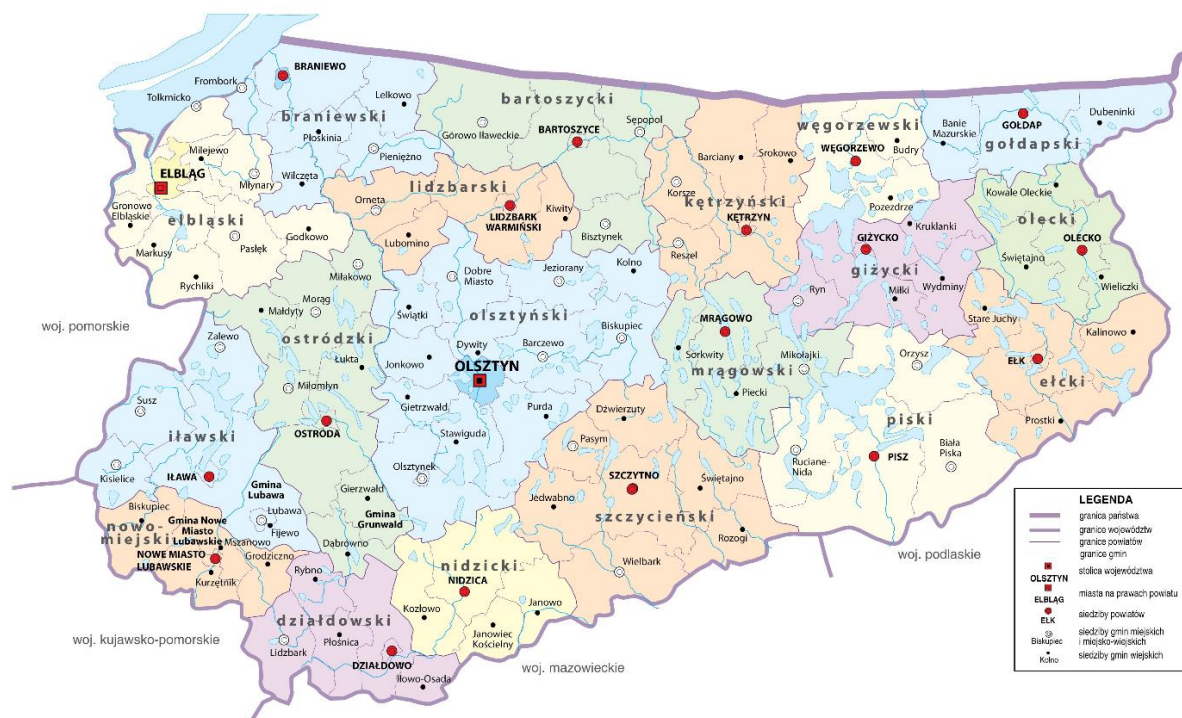 BRANIEWO
Frombork
Tolkmicko
Lelkowo
braniewski
Płoskinia
Pieniężno
Wilczęta
bartoszycki
Górowo Iławeckie
BARTOSZYCE
Sępopol
Bisztynek
Milejewo
ELBLĄG
Młynary
Gronowo
Elbląskie
elbląski
Markusy
Pasłęk
Godkowo
Rychliki
lidzbarski
Orneta
LIDZBARK
WARMIŃSKI
Kiwity
Lubomino
Barciany
Srokowo
Korsze
kętrzyński
KĘTRZYN
Reszel
węgorzewski
WĘGORZEWO
Budry
Pozezdrze
Banie
Mazurskie
GOŁDAP
gołdapski
Dubeninki
Kowale Oleckie
olecki
OLECKO
Świętajno
Wieliczki
Kruklanki
GIŻYCKO
giżycki
Ryn
Miłki
Wydminy
Stare Juchy
Kalinowo
EŁK
ełcki
Prostki
Miłakowo
Morąg
Małdyty
ostródzki
Łukta
Miłomłyn
OSTRÓDA
Gierzwałd
Gmina
Grunwald
Dąbrowno
Dobre
Miasto
Jeziorany
Kolno
Świątki
olsztyński
Dywity
Barczewo
Biskupiec
Jonkowo
OLSZTYN
Gietrzwałd
Purda
Stawiguda
Olsztynek
MRĄGOWO
Sorkwity
Mikołajki
mrągowski
Piecki
Orzysz
piski
Biała
Piska
PISZ
Ruciane-
Nida
woj. pomorskie
Zalewo
Susz
iławski
Kisielice
IŁAWA
Gmina
Lubawa
Lubawa
Fijewo
Biskupiec
nowo-
miejski
Gmina Nowe
Miasto
Lubawskie
Mszanowo
NOWE MIASTO
LUBAWSKIE
Grodziczno
Kurzętnik
Dźwierzuty
Pasym
SZCZYTNO
Jedwabno
Świętajno
szczycieński
Rozogi
Wielbark
nidzicki
NIDZICA
Kozłowo
Janowo
Janowiec
Kościelny
Rybno
działdowski
Płośnica
Lidzbark
DZIAŁDOWO
Iłowo-Osada
woj. kujawsko-pomorskie
woj. mazowieckie
woj. podlaskie
LEGENDA
granica państwa
granice województw
granice powiatów
granice gmin
OLSZTYN
stolica województwa
ELBLĄG
miasta na prawach powiatu
EŁK
siedziby powiatów
Biskupiec
siedziby gmin miejskich
i miejsko-wiejskich
Kolno
siedziby gmin wiejskich